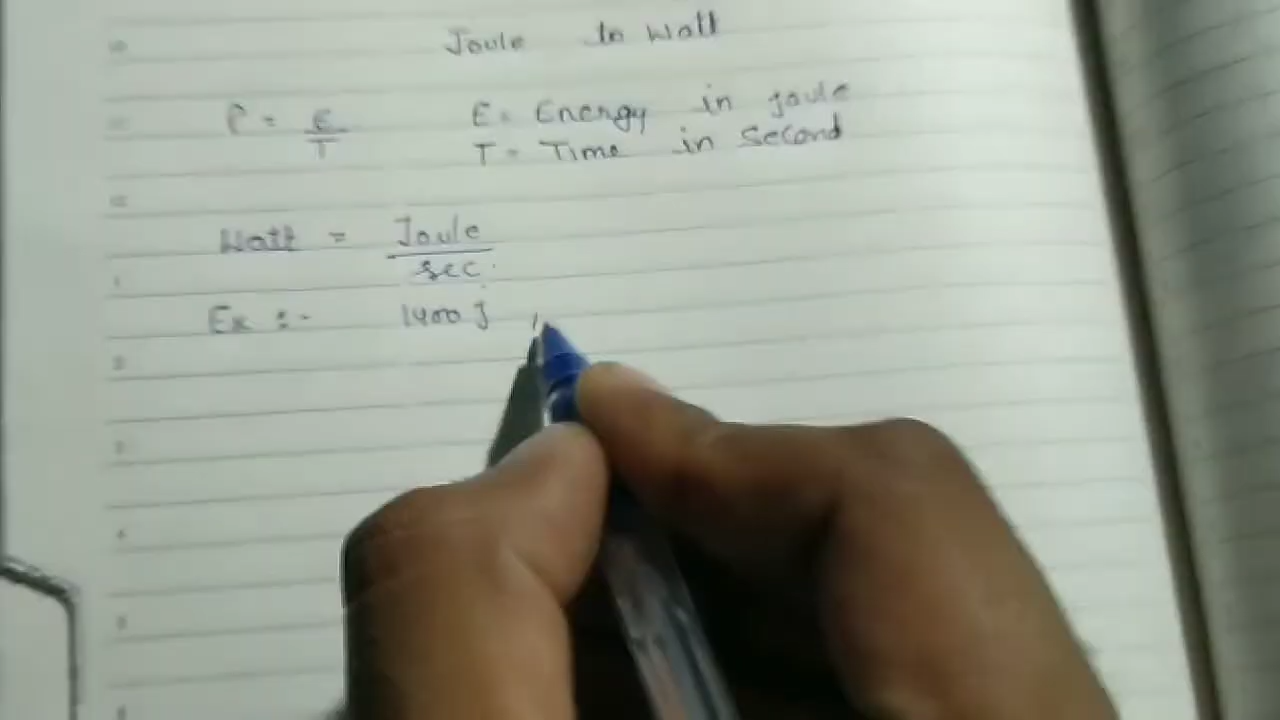 Joule to Watt
P = E/T E = Energy in joule
T = Time in Second
Watt = Joule/sec.
Ex :- 1400 J